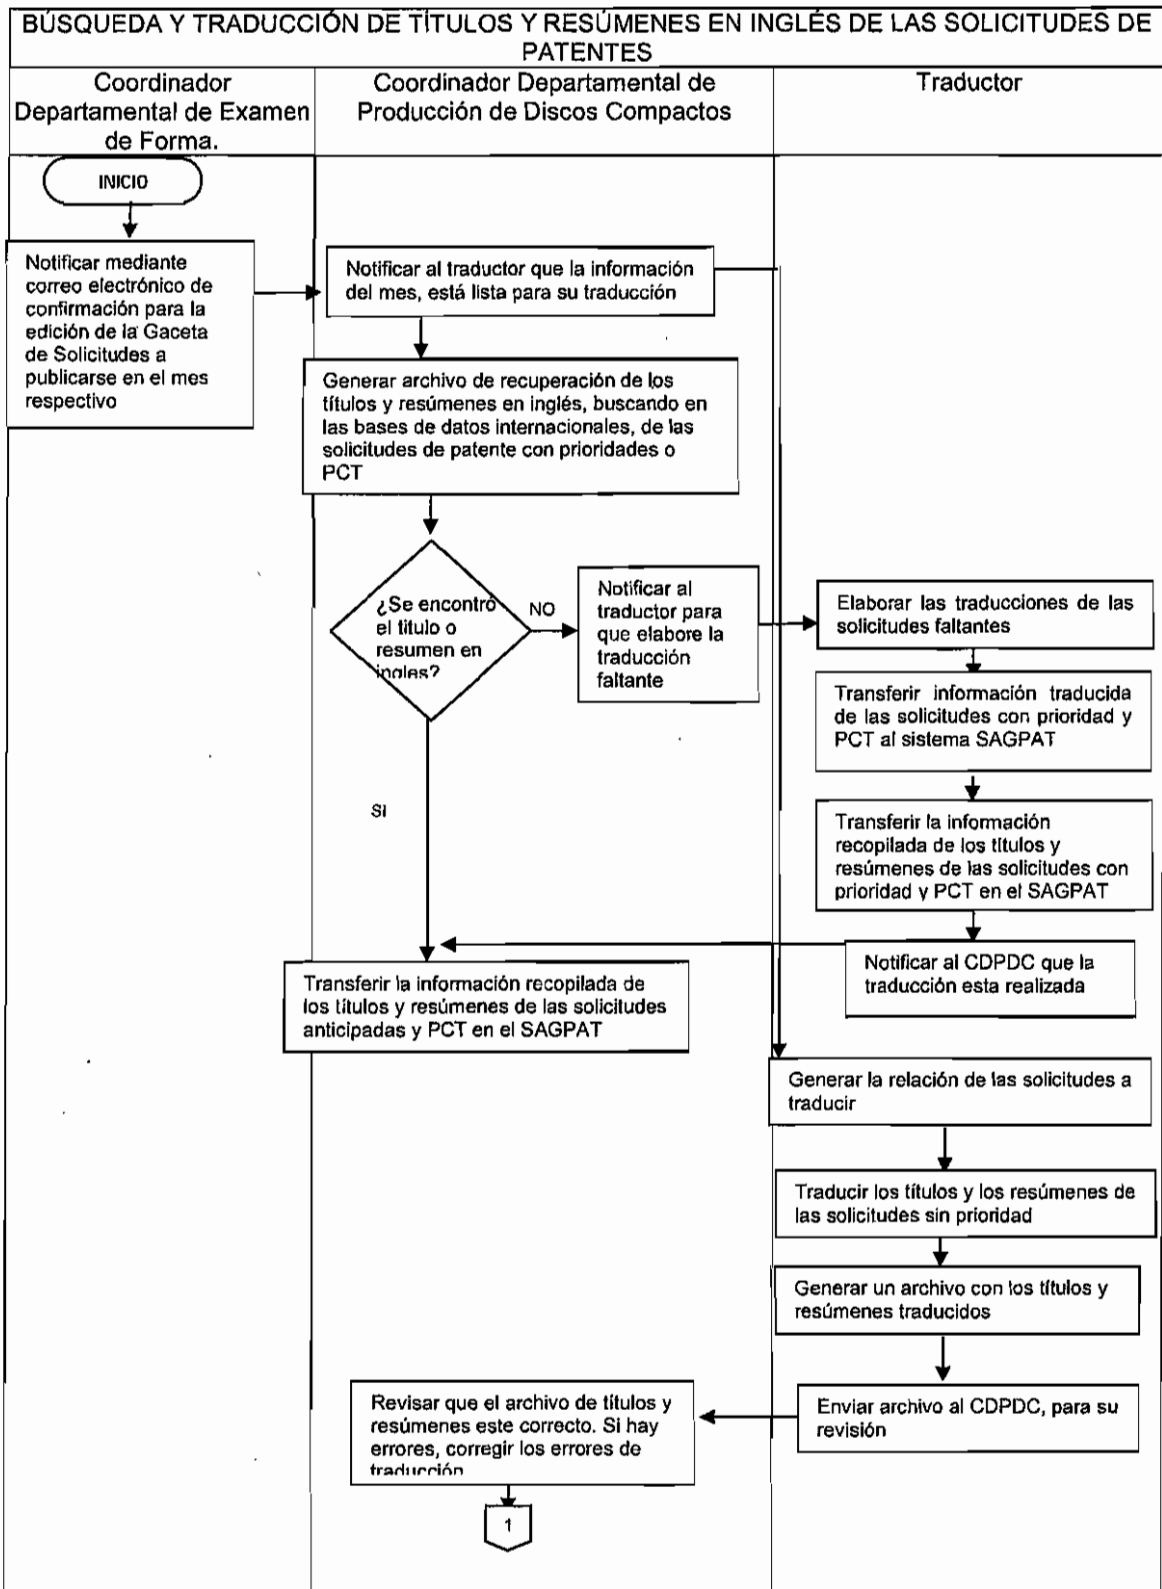 BÚSQUEDA Y TRADUCCIÓN DE TÍTULOS Y RESÚMENES EN INGLÉS DE LAS SOLICITUDES DE
PATENTES
Coordinador
Departamental de Examen
de Forma.
Coordinador Departamental de
Producción de Discos Compactos
Traductor
INICIO
Notificar mediante
correo electrónico de
confirmación para la
edición de la Gaceta
de Solicitudes a
publicarse en el mes
respectivo
Notificar al traductor que la información
del mes, está lista para su traducción
Generar archivo de recuperación de los
títulos y resúmenes en inglés, buscando en
las bases de datos internacionales, de las
solicitudes de patente con prioridades o
PCT
¿Se encontró
el titulo o
resumen en
ingles?
NO
SI
Notificar al
traductor para
que elabore la
traducción
faltante
Elaborar las traducciones de las
solicitudes faltantes
Transferir información traducida
de las solicitudes con prioridad y
PCT al sistema SAGPAT
Transferir la información
recopilada de los títulos y
resúmenes de las solicitudes con
prioridad y PCT en el SAGPAT
Notificar al CDPDC que la
traducción esta realizada
Transferir la información recopilada de
los títulos y resúmenes de las solicitudes
anticipadas y PCT en el SAGPAT
Generar la relación de las solicitudes a
traducir
Traducir los títulos y los resúmenes de
las solicitudes sin prioridad
Generar un archivo con los títulos y
resúmenes traducidos
Enviar archivo al CDPDC, para su
revisión
Revisar que el archivo de títulos y
resúmenes este correcto. Si hay
errores, corregir los errores de
traducción
1